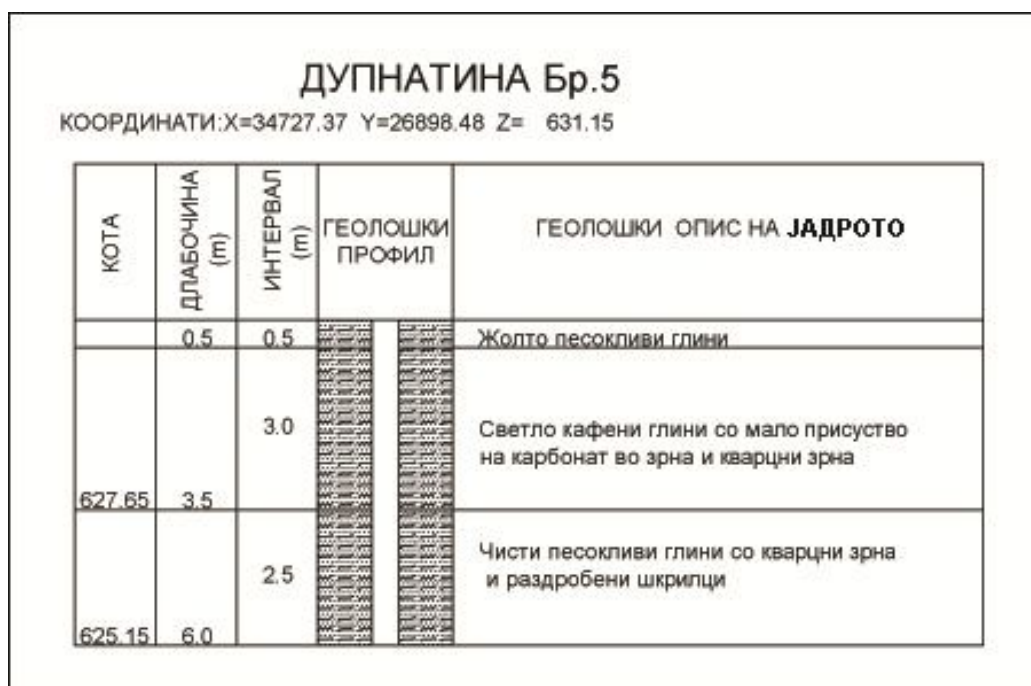 ДУПНАТИНА Бр.5
КООРДИНАТИ:X=34727.37 Y=26898.48 Z= 631.15
КОТА
ДЛАБОЧИНА
(m)
ИНТЕРВАЛ
(m)
ГЕОЛОШКИ
ПРОФИЛ
ГЕОЛОШКИ ОПИС НА ЈАДРОТО
0.5 0.5 Жолто песокливи глини
3.0 Светло кафени глини со мало присуство
на карбонат во зрна и кварцни зрна
627.65 3.5
Чисти песокливи глини со кварцни зрна
2.5 и раздробени шкрилци
625.15 6.0